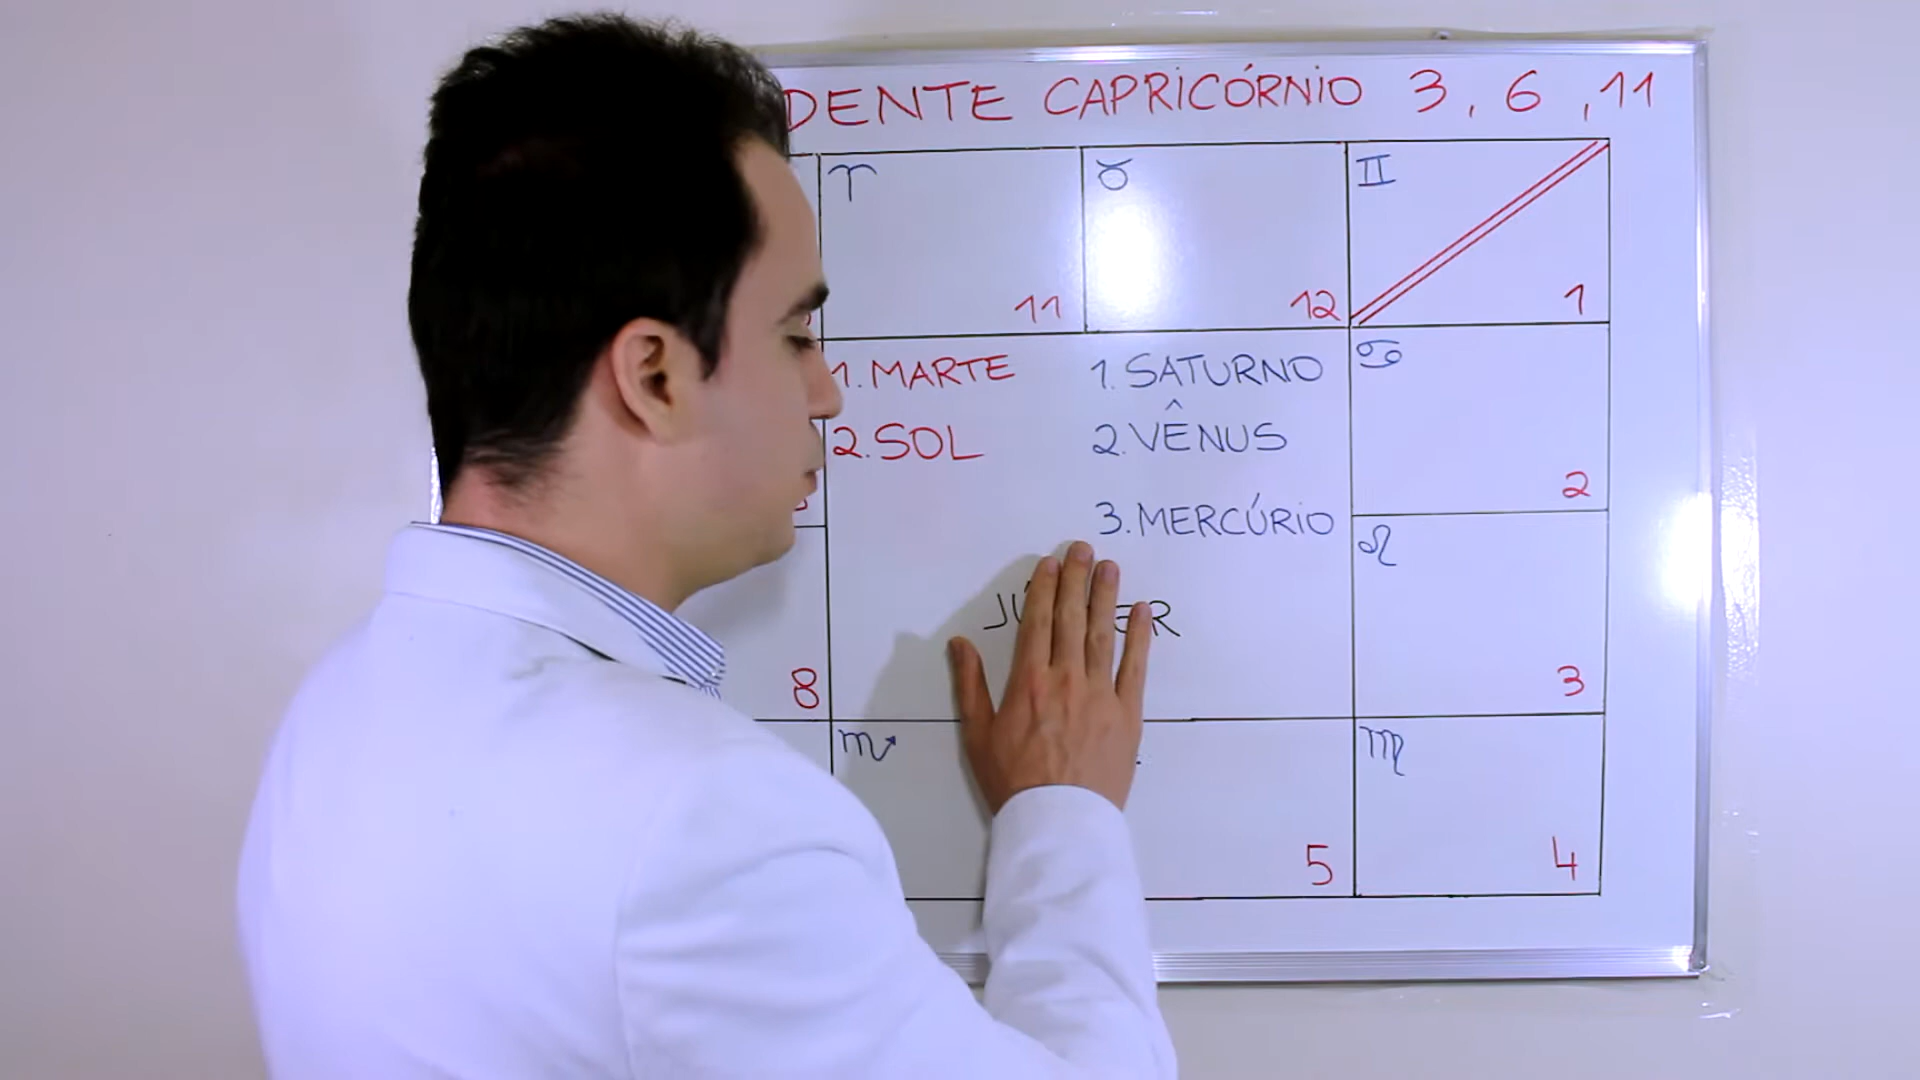 DENTE CAPRICÓRNIO 3, 6, 11
♈ ♉ ♊
11 12 1
1. MARTE 1. SATURNO ♋
2. SOL 2. VÊNUS
2
3. MERCÚRIO ♌
8 3
♏ ♍
5 4